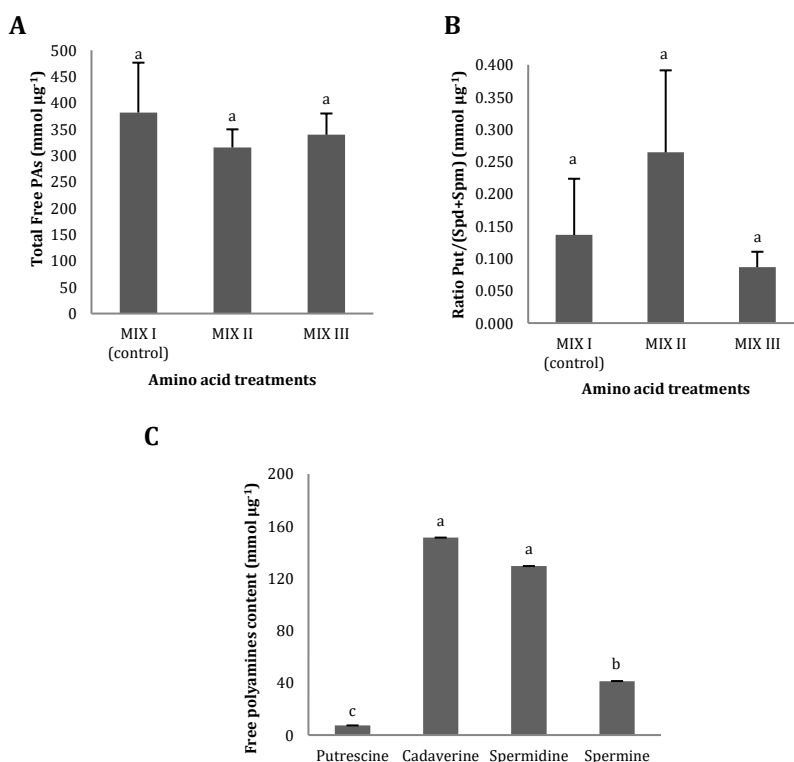 A
Total Free PAs (mmol µg-1)
500
450
400
350
300
250
200
150
100
50
0
a
a
a
MIX I
(control)
MIX II
MIX III
Amino acid treatments
B
Ratio Put/(Spd+Spm) (mmol µg-1)
0.400
0.350
0.300
0.250
0.200
0.150
0.100
0.050
0.000
a
a
a
MIX I
(control)
MIX II
MIX III
Amino acid treatments
C
Free polyamines content (mmol µg-1)
200
160
120
80
40
0
c
a
a
b
Putrescine Cadaverine Spermidine Spermine